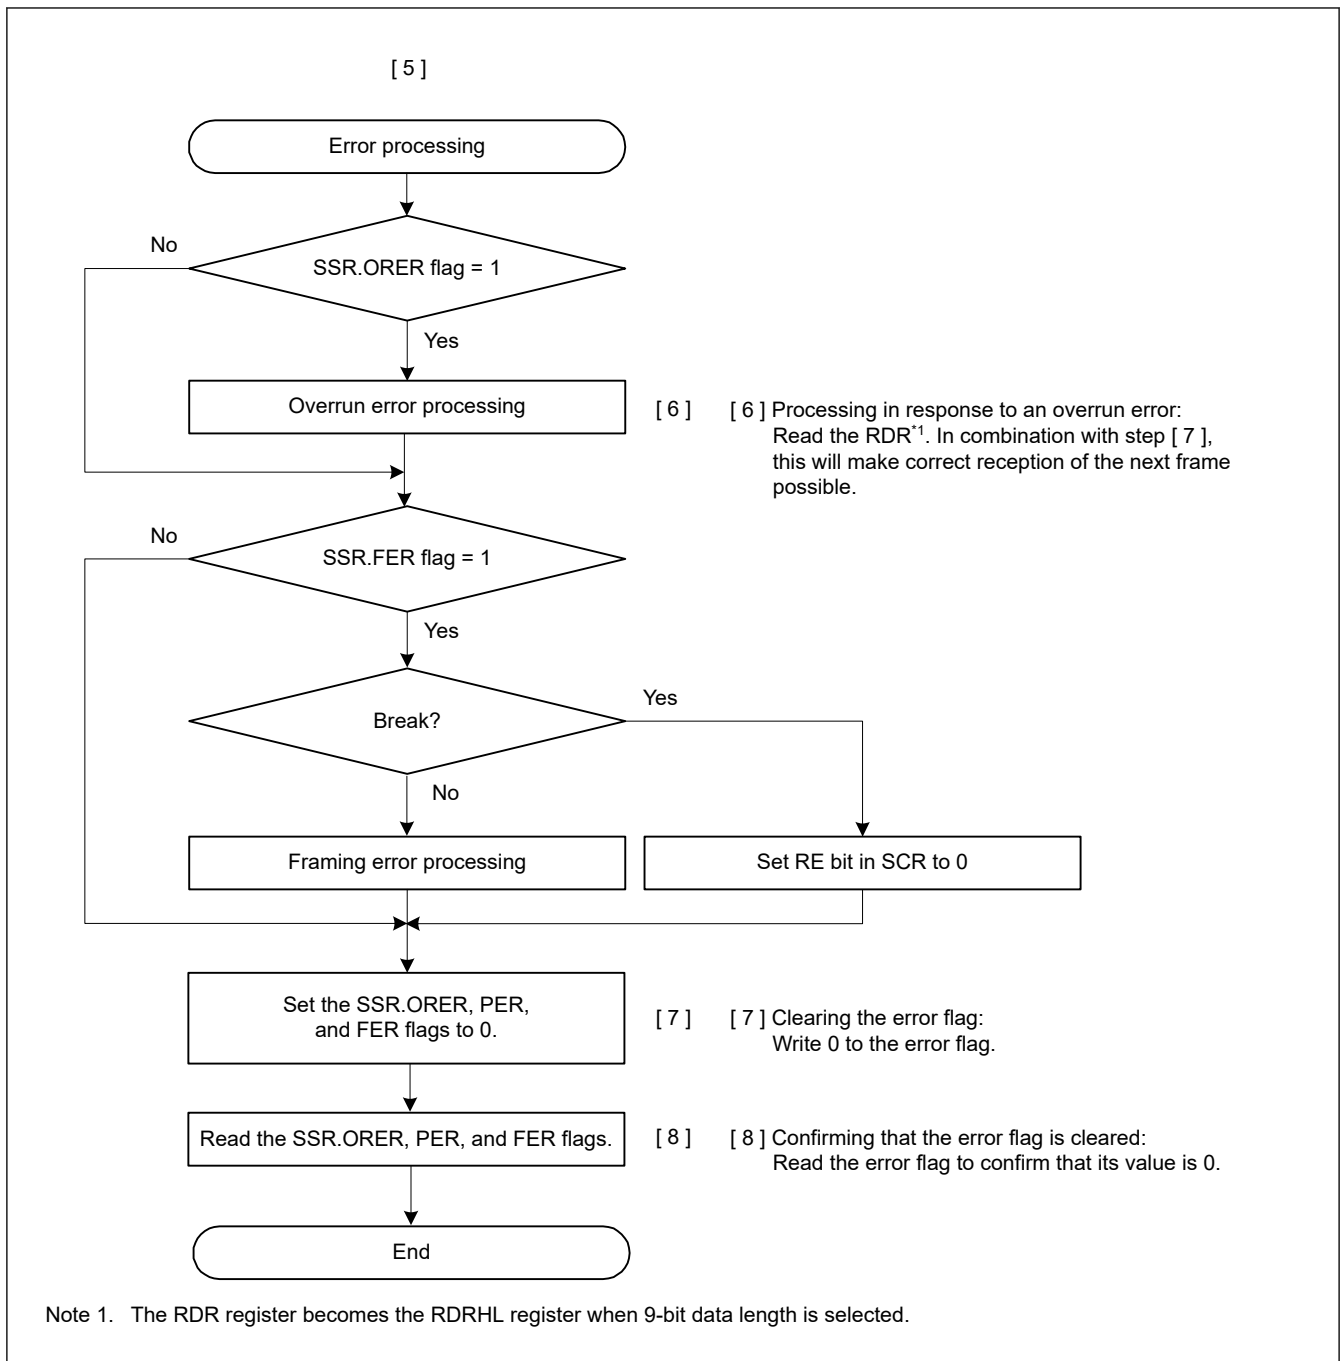 [ 5 ]
Error processing
No
SSR.ORER flag = 1
Yes
Overrun error processing
[ 6 ]
[ 6 ] Processing in response to an overrun error:
Read the RDR*1. In combination with step [ 7 ],
this will make correct reception of the next frame
possible.
No
SSR.FER flag = 1
Yes
Break?
Yes
No
Framing error processing
Set RE bit in SCR to 0
Set the SSR.ORER, PER,
and FER flags to 0.
[ 7 ]
[ 7 ] Clearing the error flag:
Write 0 to the error flag.
Read the SSR.ORER, PER, and FER flags.
[ 8 ]
[ 8 ] Confirming that the error flag is cleared:
Read the error flag to confirm that its value is 0.
End
Note 1. The RDR register becomes the RDRHL register when 9-bit data length is selected.